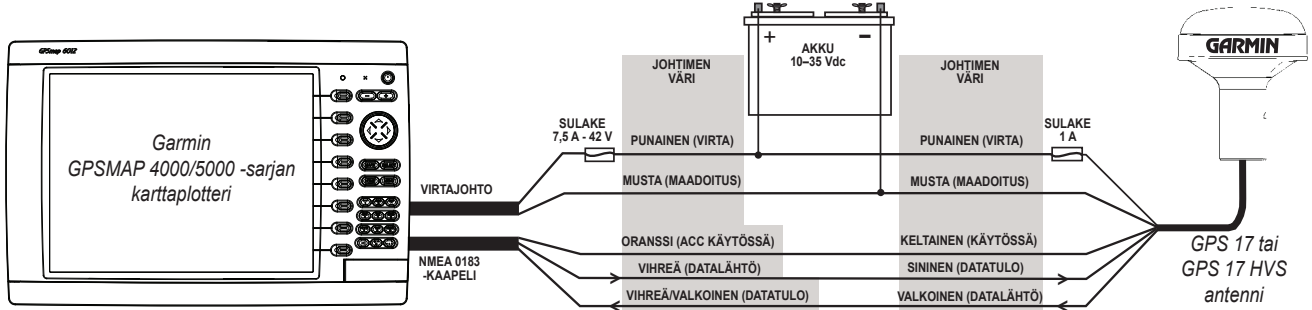 GPSmap 6012
Garmin
GPSMAP 4000/5000 -sarjan
karttaplotteri
VIRTAJOHTO
NMEA 0183
-KAAPELI
SULAKE
7,5 A - 42 V
JOHTIMEN
VÄRI
PUNAINEN (VIRTA)
MUSTA (MAADOITUS)
ORANSSI (ACC KÄYTÖSSÄ)
VIHREÄ (DATALÄHTÖ)
VIHREÄ/VALKOINEN (DATATULO)
+
–
AKKU
10–35 Vdc
JOHTIMEN
VÄRI
PUNAINEN (VIRTA)
MUSTA (MAADOITUS)
KELTAINEN (KÄYTÖSSÄ)
SININEN (DATATULO)
VALKOINEN (DATALÄHTÖ)
SULAKE
1 A
GARMIN
GPS 17 tai
GPS 17 HVS
antenni